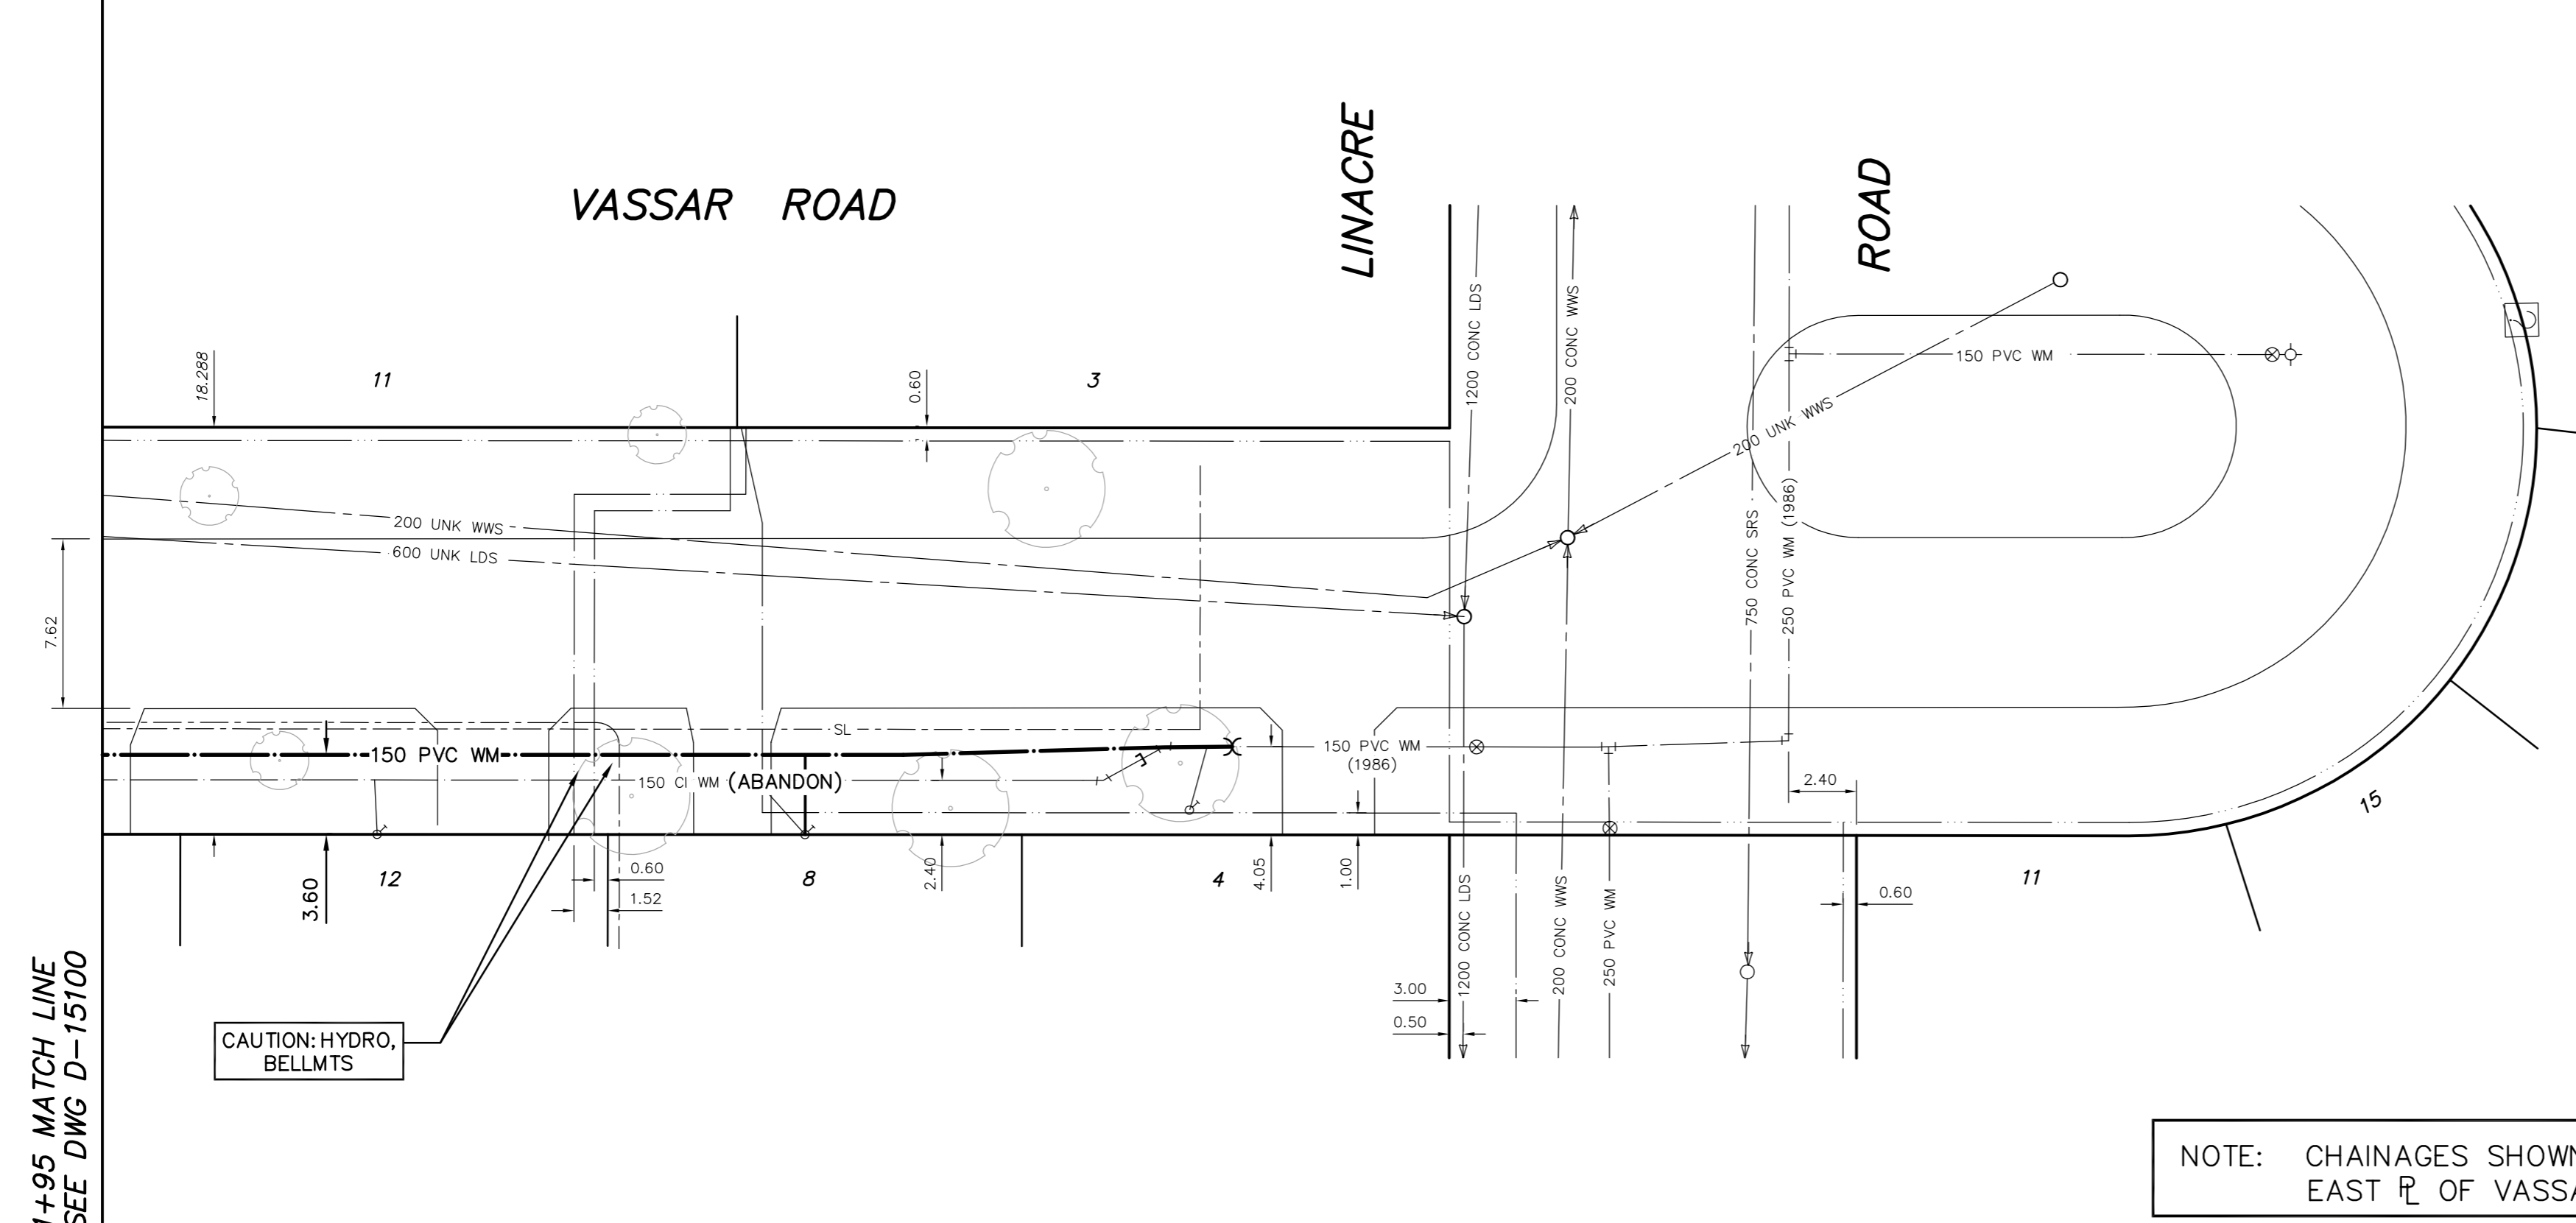 VASSAR ROAD
LINACRE
ROAD
18.288
11
3
0.60
1200 CONC LDS
200 CONC WWS
150 PVC WM
200 UNK WWS
200 UNK WWS
600 UNK LDS
750 CONC SRS
250 PVC WM (1986)
7.62
SL
150 PVC WM
150 CI WM (ABANDON)
150 PVC WM
(1986)
2.40
15
3.60
12
0.60
1.52
8
2.40
4
4.05
1.00
11
0.60
1200 CONC LDS
200 CONC WWS
250 PVC WM
3.00
0.50
CAUTION: HYDRO,
BELLMTS
1+95 MATCH LINE
SEE DWG D-15100
NOTE: CHAINAGES SHOWN
EAST ⅊ OF VASSA